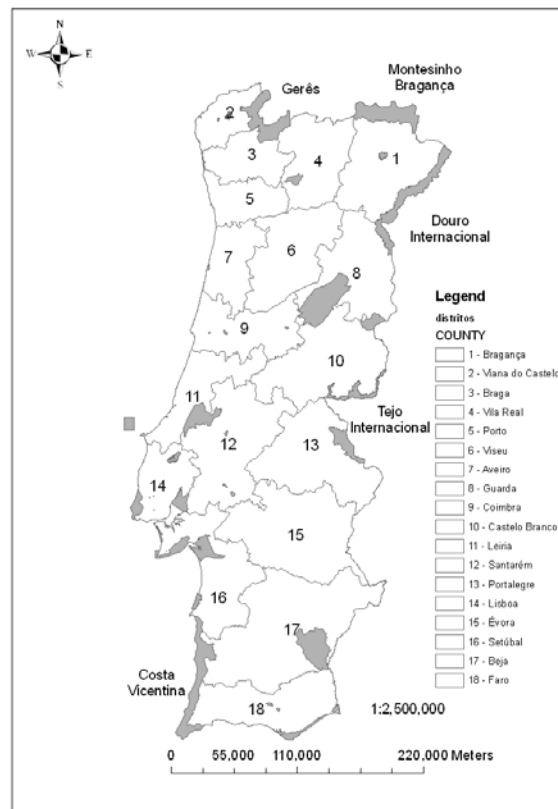 N
W E
S
Gerês
Montesinho
Bragança
2
3
4
1
5
Douro
Internacional
7
6
8
9
10
11
Tejo
Internacional
12
13
14
15
16
17
Costa
Vicentina
18
Legend
distritos
COUNTY
1 - Bragança
2 - Viana do Castelo
3 - Braga
4 - Vila Real
5 - Porto
6 - Viseu
7 - Aveiro
8 - Guarda
9 - Coimbra
10 - Castelo Branco
11 - Leiria
12 - Santarém
13 - Portalegre
14 - Lisboa
15 - Évora
16 - Setúbal
17 - Beja
18 - Faro
1:2,500,000
0 55,000 110,000 220,000 Meters